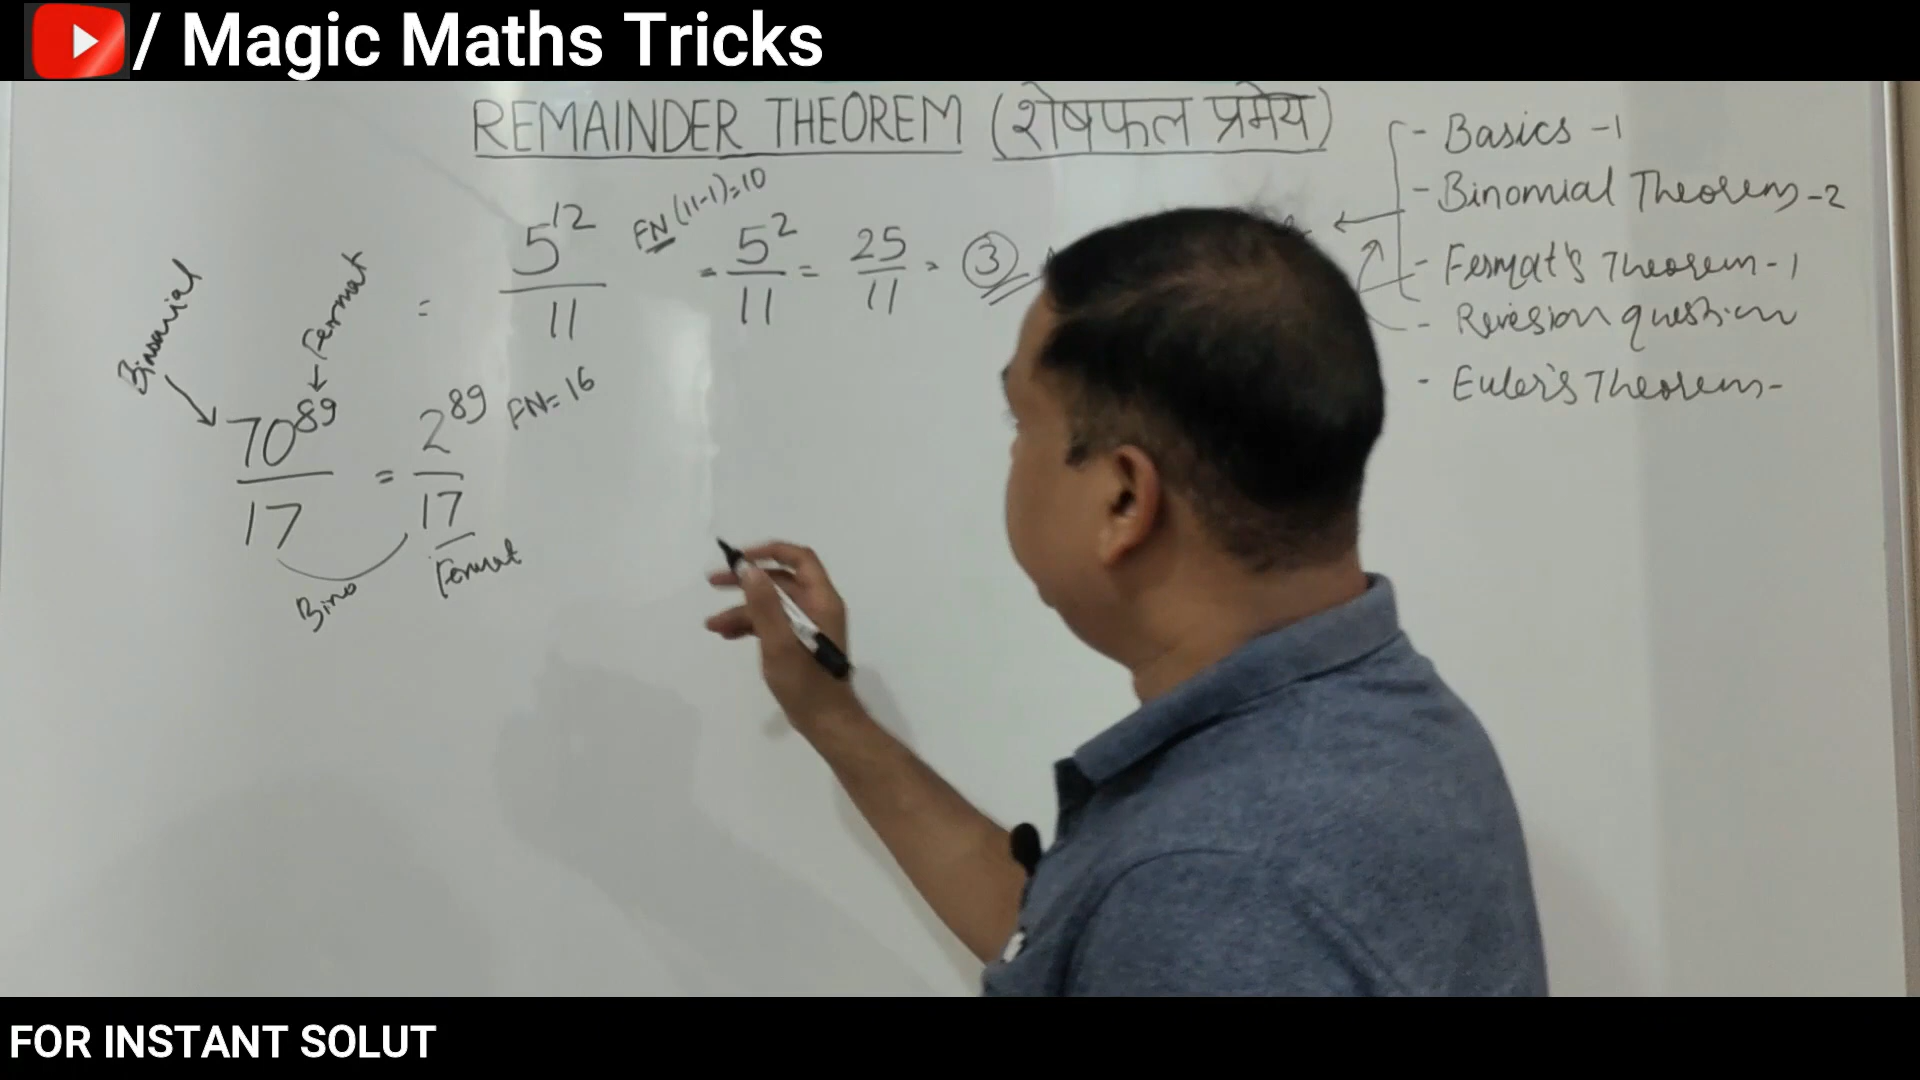 / Magic Maths Tricks
REMAINDER THEOREM (शेषफल प्रमेय)
- Basics -1
- Binomial Theorem -2
- Fermat's Theorem -1
- Revesion question
- Euler's Theorem -
= 5^12 / 11 FN (11-1)=10 = 5^2 / 11 = 25 / 11 = 3
Binomial
Fermat
70^89 / 17 = 2^89 / 17 FN=16
Bino
Fermat
FOR INSTANT SOLUT